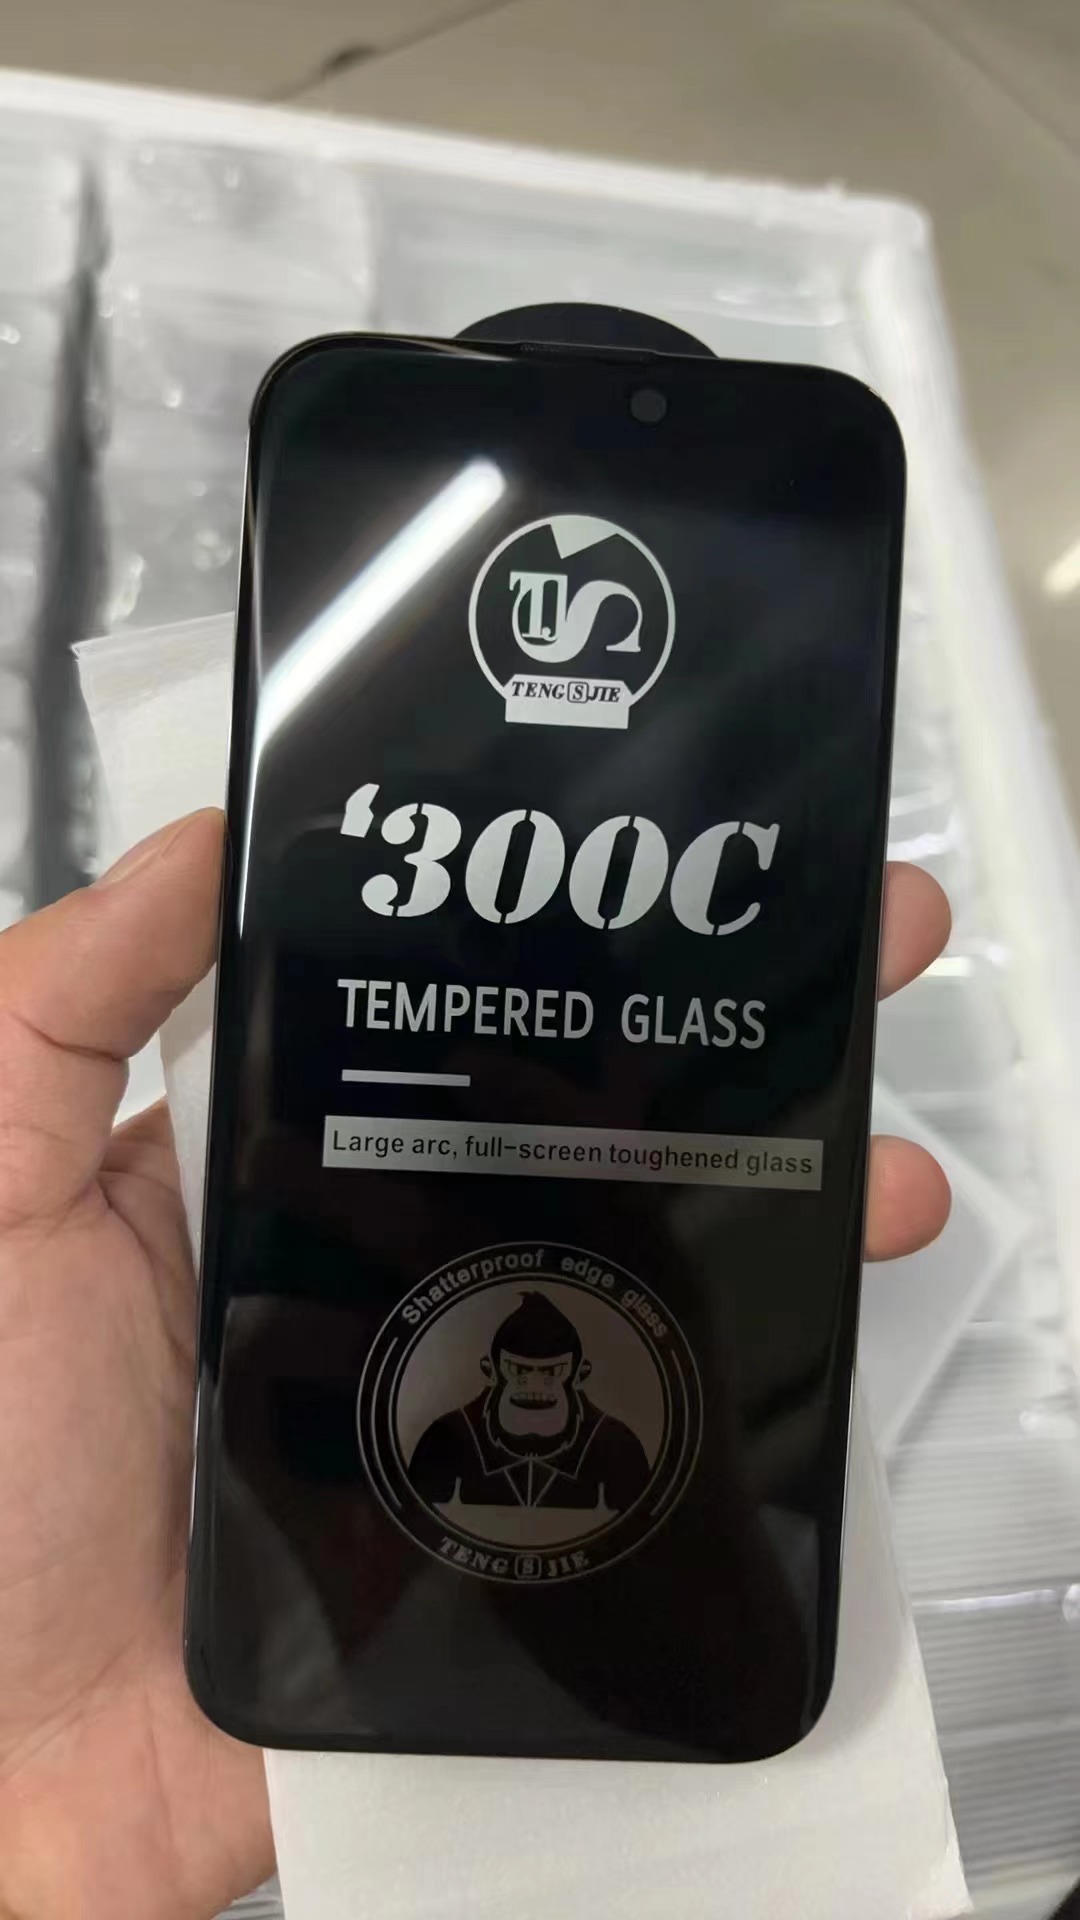 TJS
TENG S JIE
‘300C
TEMPERED GLASS
Large arc, full-screen toughened glass
Shatterproof edge glass
TENG S JIE